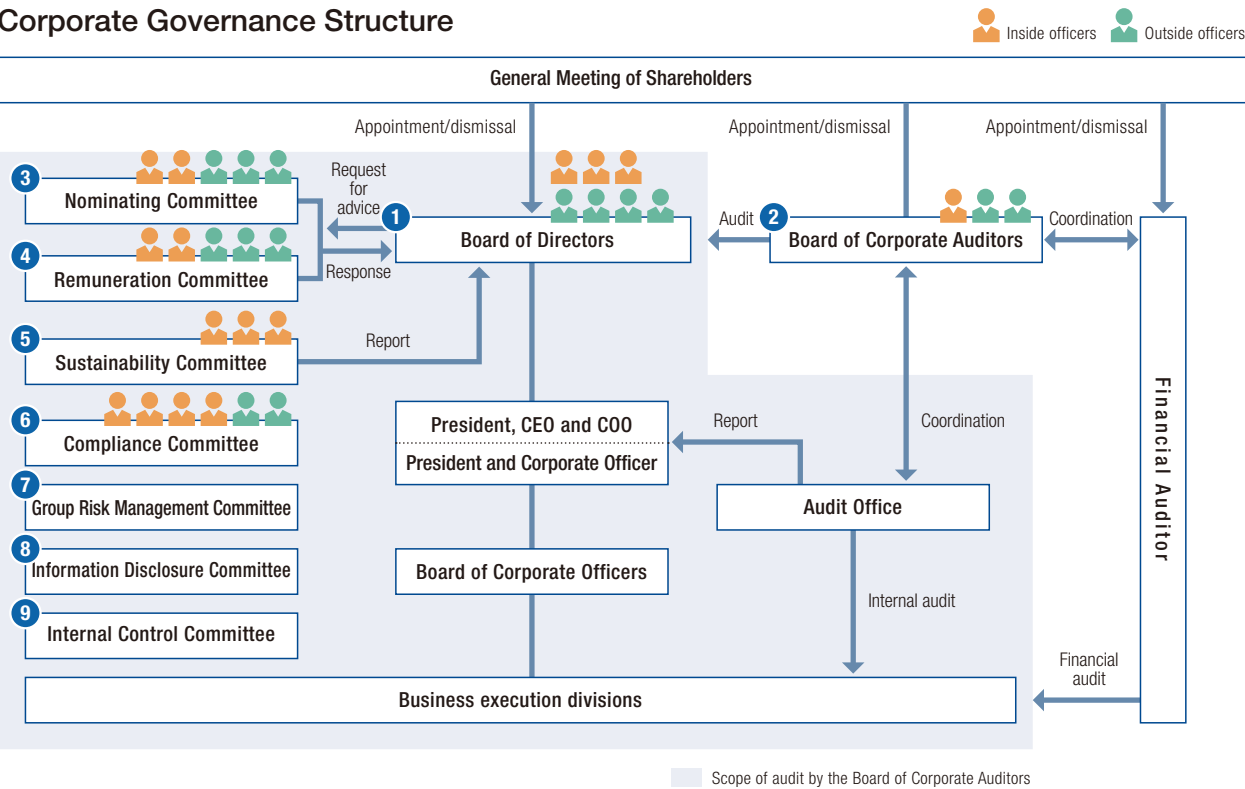 Corporate Governance Structure
Inside officers
Outside officers
General Meeting of Shareholders
Appointment/dismissal
Appointment/dismissal
Appointment/dismissal
3
Nominating Committee
Request
for
advice
1
Board of Directors
Audit
2
Board of Corporate Auditors
Coordination
4
Remuneration Committee
Response
5
Sustainability Committee
Report
6
Compliance Committee
President, CEO and COO
President and Corporate Officer
Report
Coordination
Financial Auditor
7
Group Risk Management Committee
Audit Office
8
Information Disclosure Committee
Board of Corporate Officers
Internal audit
9
Internal Control Committee
Financial
audit
Business execution divisions
Scope of audit by the Board of Corporate Auditors